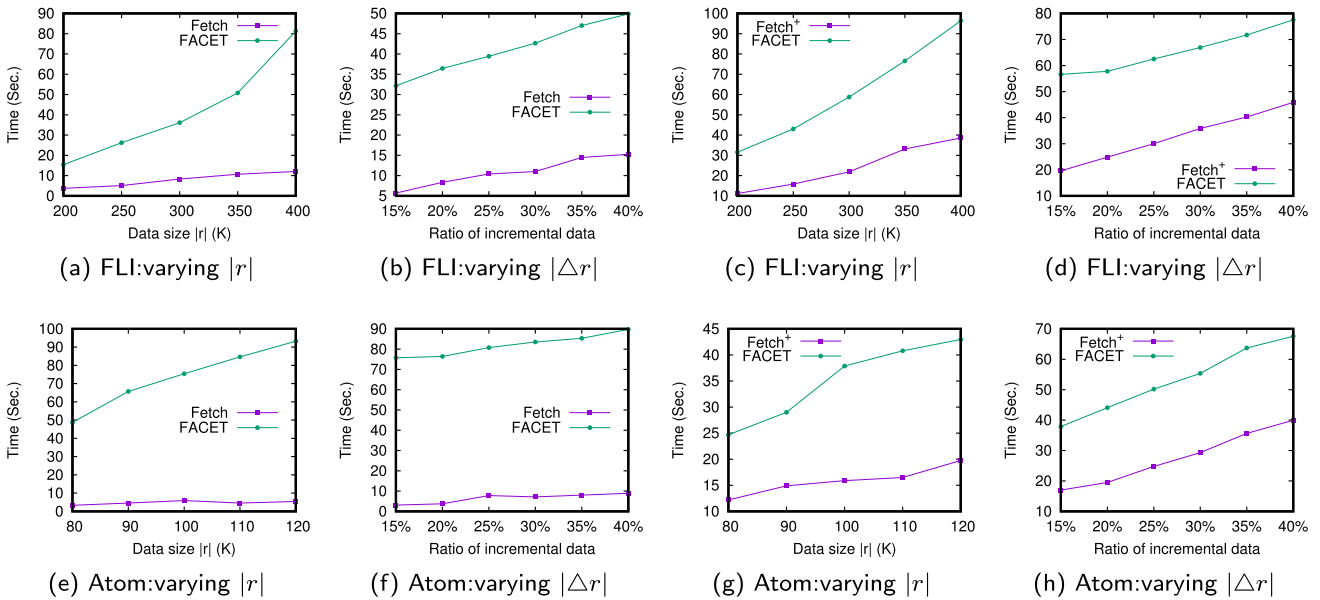 90
80
70
60
50
40
30
20
10
0
Time (Sec.)
Fetch
FACET
200 250 300 350 400
Data size |r| (K)
(a) FLI:varying |r|
50
45
40
35
30
25
20
15
10
5
Time (Sec.)
Fetch
FACET
15% 20% 25% 30% 35% 40%
Ratio of incremental data
(b) FLI:varying |△r|
100
90
80
70
60
50
40
30
20
10
Time (Sec.)
Fetch⁺
FACET
200 250 300 350 400
Data size |r| (K)
(c) FLI:varying |r|
80
70
60
50
40
30
20
10
Time (Sec.)
Fetch⁺
FACET
15% 20% 25% 30% 35% 40%
Ratio of incremental data
(d) FLI:varying |△r|
100
90
80
70
60
50
40
30
20
10
0
Time (Sec.)
Fetch
FACET
80 90 100 110 120
Data size |r| (K)
(e) Atom:varying |r|
90
80
70
60
50
40
30
20
10
0
Time (Sec.)
Fetch
FACET
15% 20% 25% 30% 35% 40%
Ratio of incremental data
(f) Atom:varying |△r|
45
40
35
30
25
20
15
10
Time (Sec.)
Fetch⁺
FACET
80 90 100 110 120
Data size |r| (K)
(g) Atom:varying |r|
70
60
50
40
30
20
10
Time (Sec.)
Fetch⁺
FACET
15% 20% 25% 30% 35% 40%
Ratio of incremental data
(h) Atom:varying |△r|